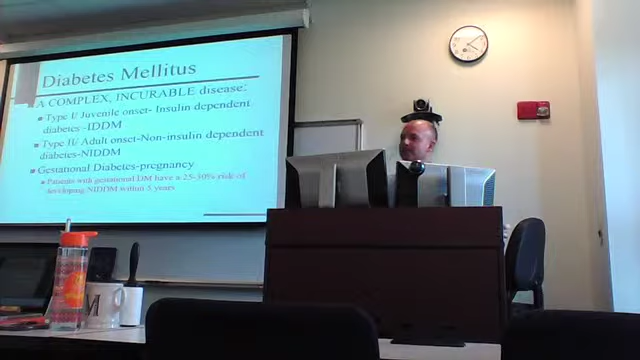 Diabetes Mellitus
A COMPLEX, INCURABLE disease:
Type I/ Juvenile onset- Insulin dependent
diabetes -IDDM
Type II/ Adult onset-Non-insulin dependent
diabetes-NIDDM
Gestational Diabetes-pregnancy
Patients with gestational DM have a 25-30% risk of
developing NIDDM within 5 years
M